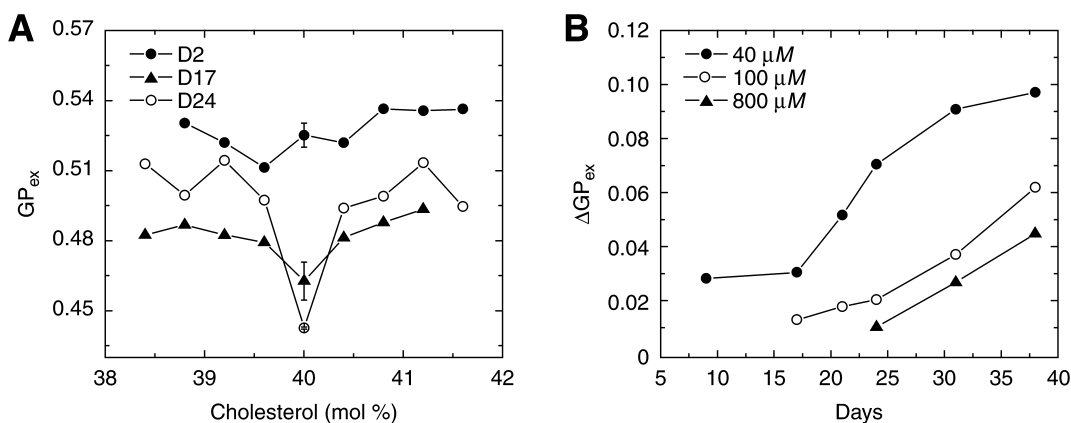 A
0.57
0.54
0.51
0.48
0.45
GPex
D2
D17
D24
38 39 40 41 42
Cholesterol (mol %)
B
0.12
0.10
0.08
0.06
0.04
0.02
0
ΔGPex
40 μM
100 μM
800 μM
5 10 15 20 25 30 35 40
Days